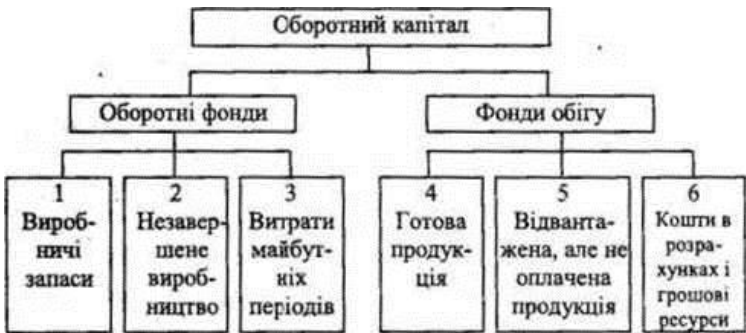 Оборотний капітал
Оборотні фонди
Фонди обігу
1
Вироб-
ничі
запаси
2
Незавер-
шене
вироб-
ництво
3
Витрати
майбут-
ніх
періодів
4
Готова
продук-
ція
5
Відванта-
жена, але не
оплачена
продукція
6
Кошти в
розра-
хунках і
грошові
ресурси